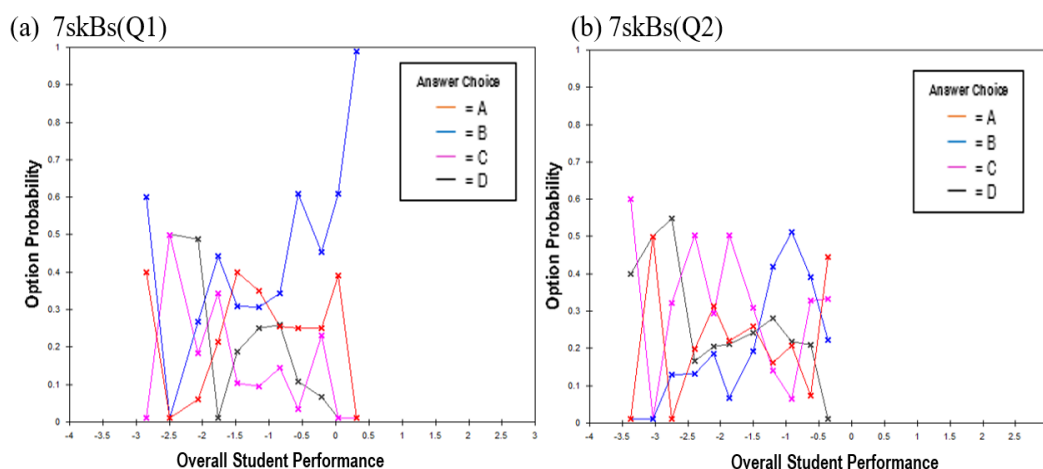 (a) 7skBs(Q1)
(b) 7skBs(Q2)
1
0.9
0.8
0.7
0.6
0.5
0.4
0.3
0.2
0.1
0
Option Probability
Answer Choice
= A
= B
= C
= D
-4 -3.5 -3 -2.5 -2 -1.5 -1 -0.5 0 0.5 1 1.5 2 2.5 3
Overall Student Performance
1
0.9
0.8
0.7
0.6
0.5
0.4
0.3
0.2
0.1
0
Option Probability
Answer Choice
= A
= B
= C
= D
-4 -3.5 -3 -2.5 -2 -1.5 -1 -0.5 0 0.5 1 1.5 2 2.5
Overall Student Performance